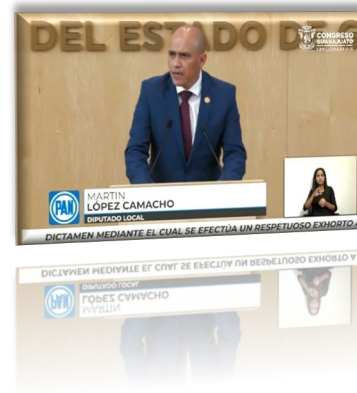 DEL ESTADO DE G
CONGRESO
GUANAJUATO
PAN
MARTIN
LÓPEZ CAMACHO
DIPUTADO LOCAL
DICTAMEN MEDIANTE EL CUAL SE EFECTÚA UN RESPETUOSO EXHORTO A